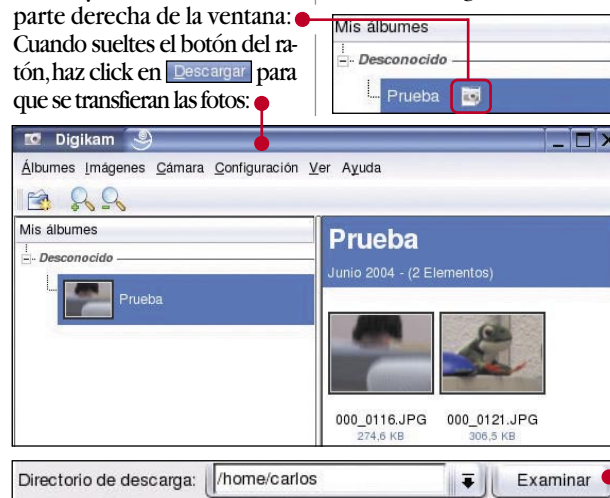 parte derecha de la ventana:
Cuando sueltes el botón del ra-
tón, haz click en Descargar para
que se transfieran las fotos:
Mis álbumes
Desconocido
Prueba
Digikam
Álbumes Imágenes Cámara Configuración Ver Ayuda
Mis álbumes
Desconocido
Prueba
Prueba
Junio 2004 - (2 Elementos)
000_0116.JPG 000_0121.JPG
274,6 KB 306,5 KB
Directorio de descarga: /home/carlos Examinar